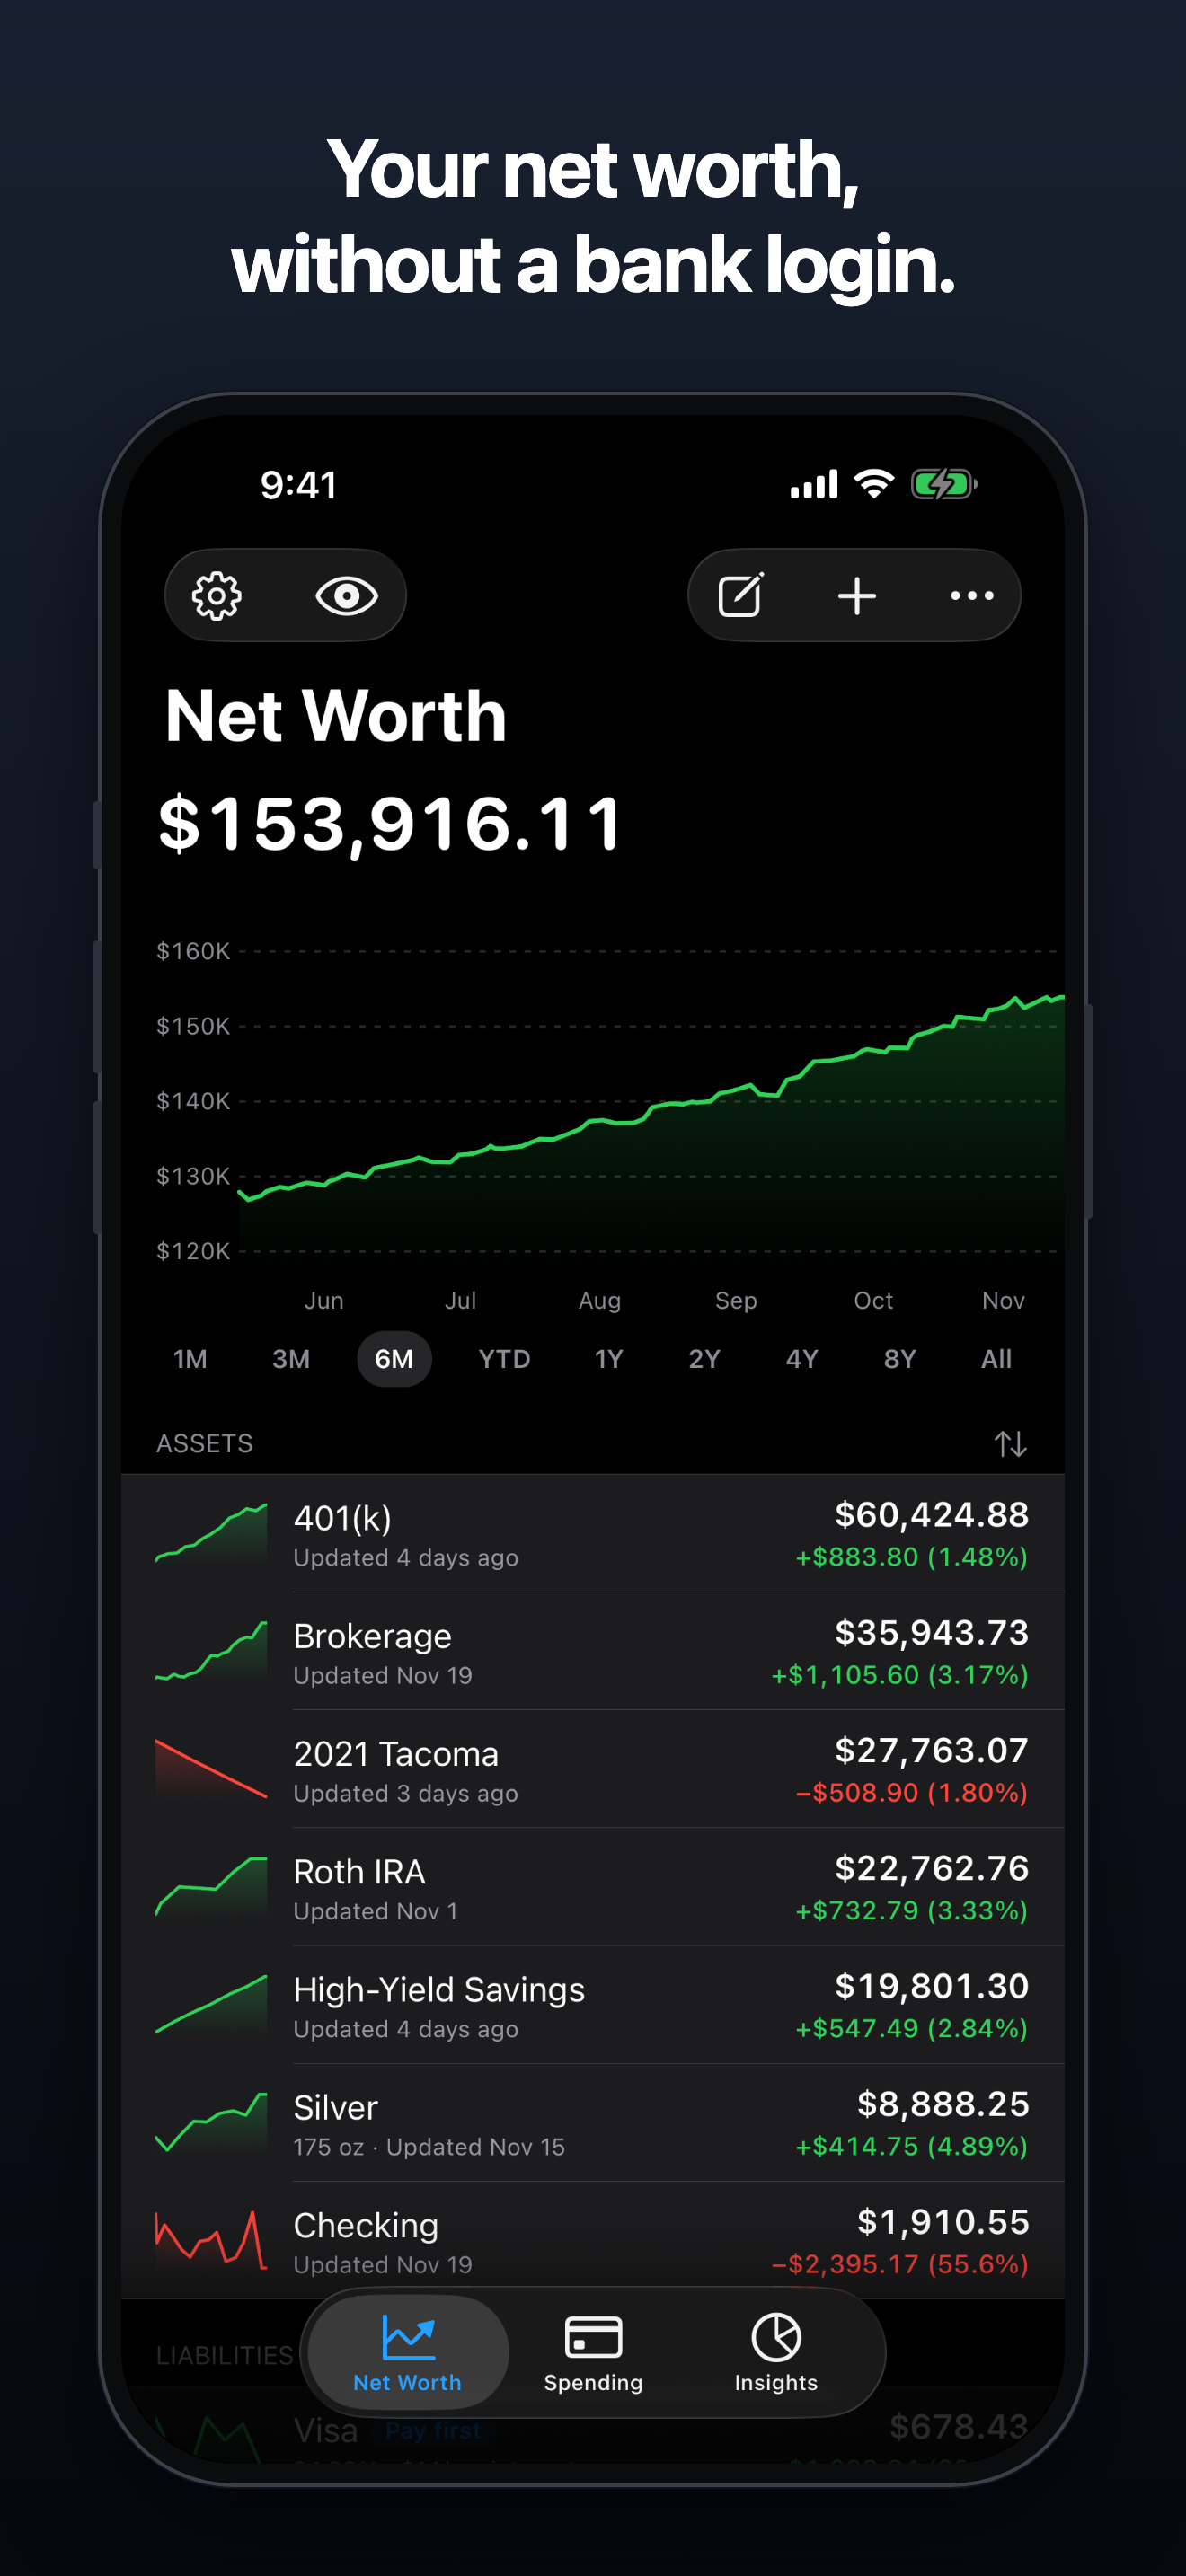 Your net worth,
without a bank login.
9:41
Net Worth
$153,916.11
$160K
$150K
$140K
$130K
$120K
Jun Jul Aug Sep Oct Nov
1M 3M 6M YTD 1Y 2Y 4Y 8Y All
ASSETS
401(k) $60,424.88
Updated 4 days ago +$883.80 (1.48%)
Brokerage $35,943.73
Updated Nov 19 +$1,105.60 (3.17%)
2021 Tacoma $27,763.07
Updated 3 days ago −$508.90 (1.80%)
Roth IRA $22,762.76
Updated Nov 1 +$732.79 (3.33%)
High-Yield Savings $19,801.30
Updated 4 days ago +$547.49 (2.84%)
Silver $8,888.25
175 oz · Updated Nov 15 +$414.75 (4.89%)
Checking $1,910.55
Updated Nov 19 −$2,395.17 (55.6%)
LIABILITIES
Net Worth Spending Insights
Visa Pay first $678.43